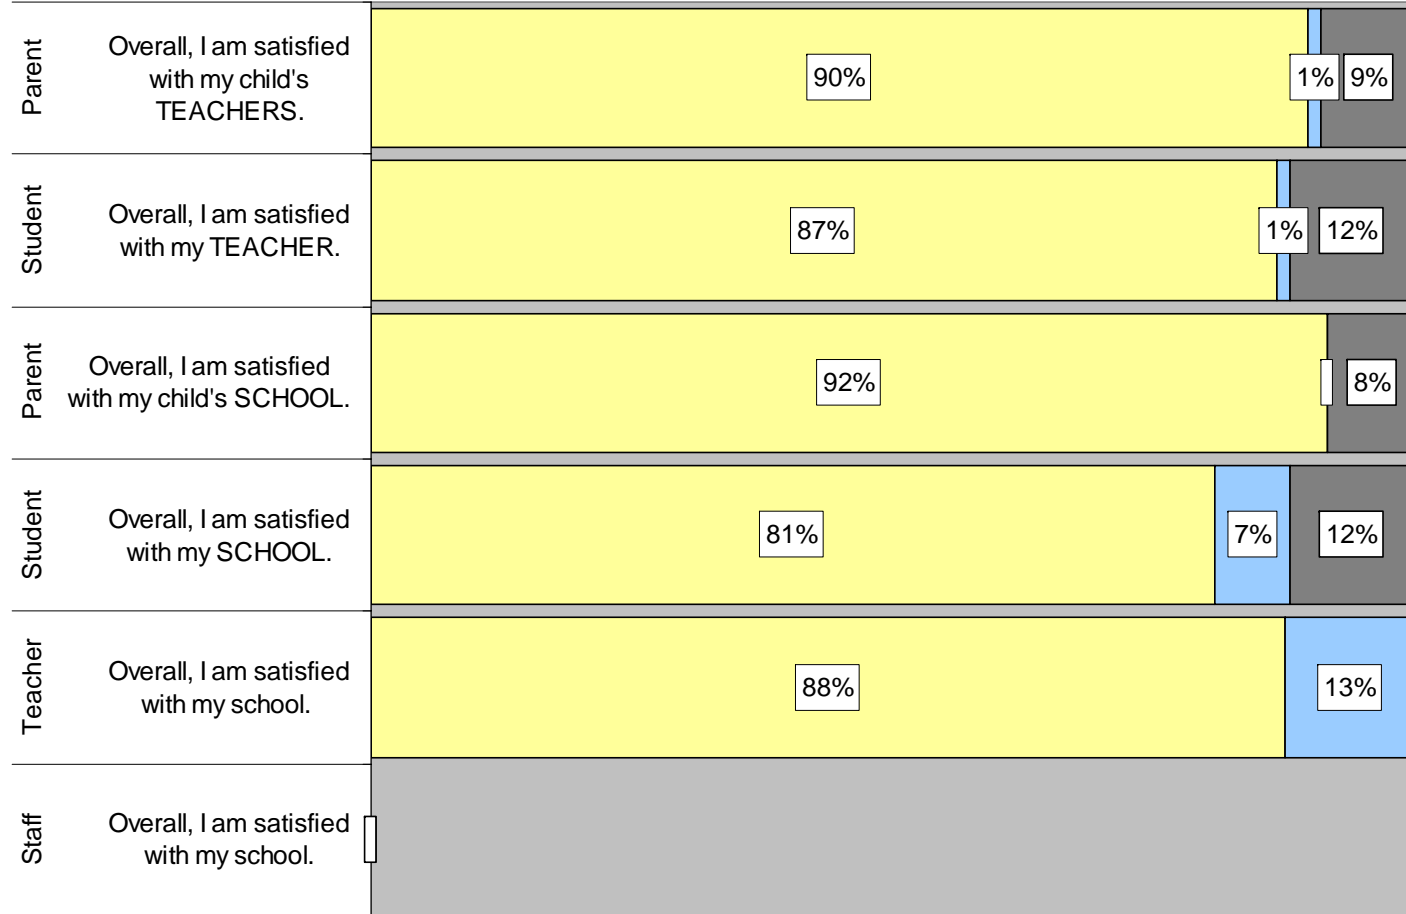 Parent
Overall, I am satisfied
with my child's
TEACHERS.
90%
1%
9%
Student
Overall, I am satisfied
with my TEACHER.
87%
1%
12%
Parent
Overall, I am satisfied
with my child's SCHOOL.
92%
8%
Student
Overall, I am satisfied
with my SCHOOL.
81%
7%
12%
Teacher
Overall, I am satisfied
with my school.
88%
13%
Staff
Overall, I am satisfied
with my school.